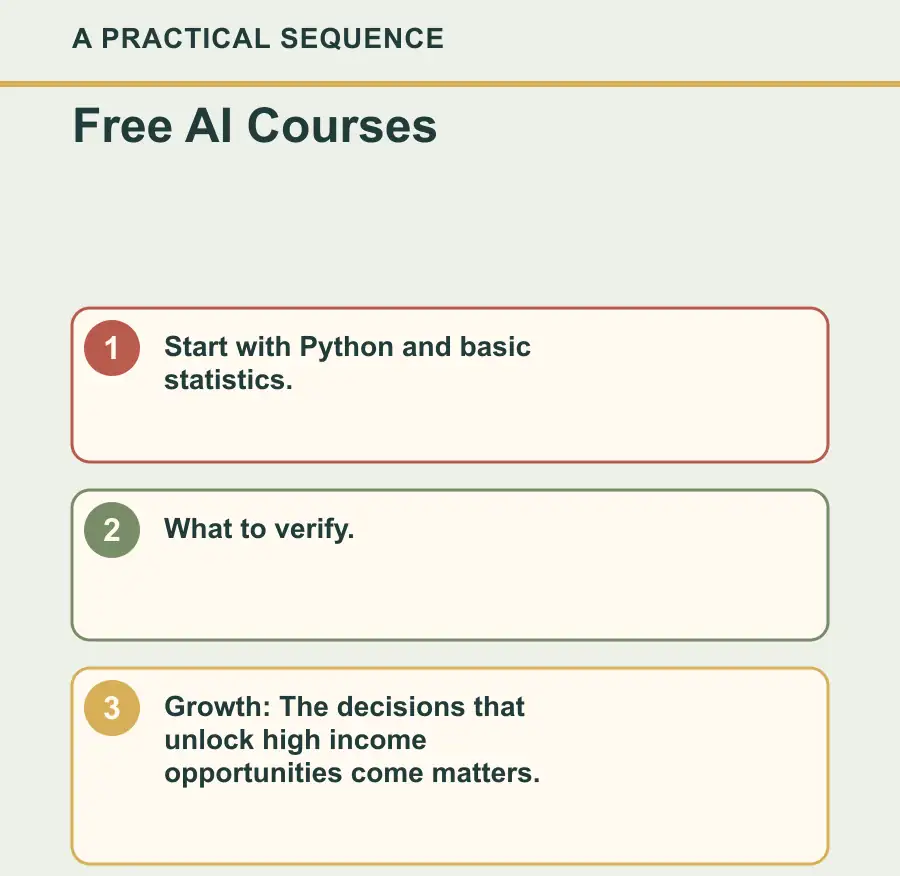 A PRACTICAL SEQUENCE
Free AI Courses
1
Start with Python and basic
statistics.
2
What to verify.
3
Growth: The decisions that
unlock high income
opportunities come matters.